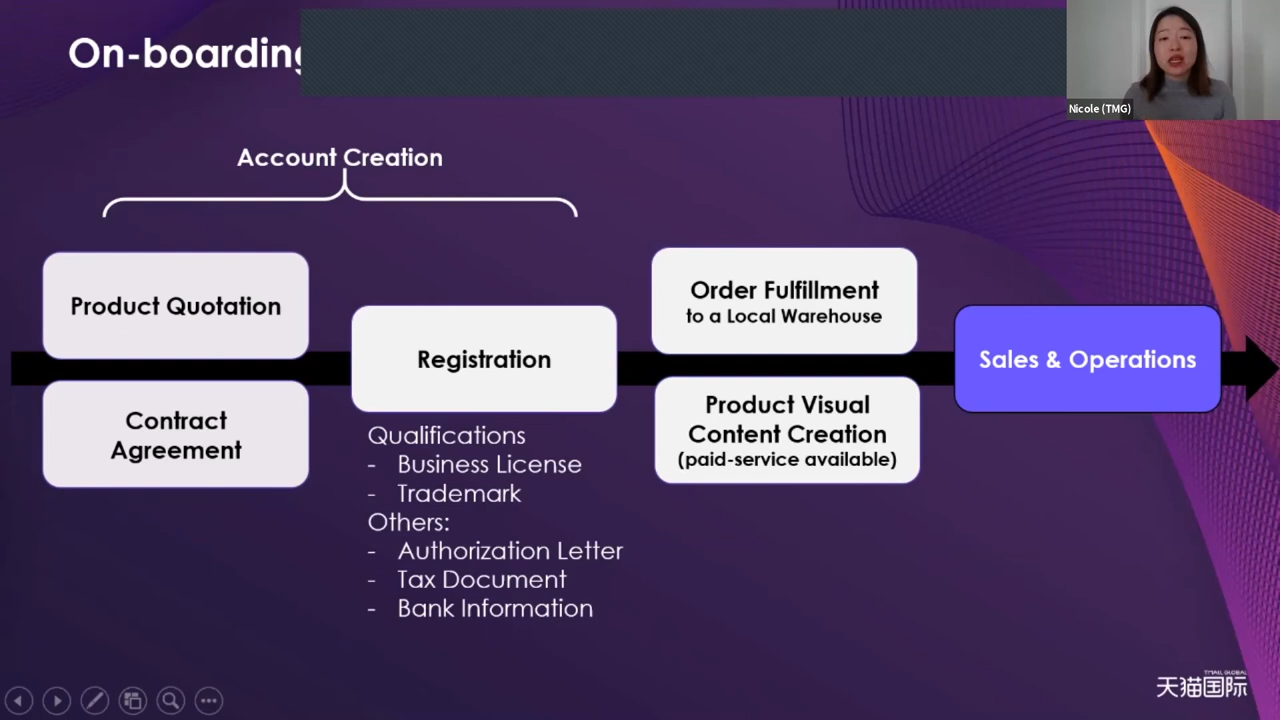 On-boarding
Nicole (TMG)
Account Creation
Product Quotation
Contract
Agreement
Registration
Qualifications
- Business License
- Trademark
Others:
- Authorization Letter
- Tax Document
- Bank Information
Order Fulfillment
to a Local Warehouse
Product Visual
Content Creation
(paid-service available)
Sales & Operations
TMALL GLOBAL
天猫国际